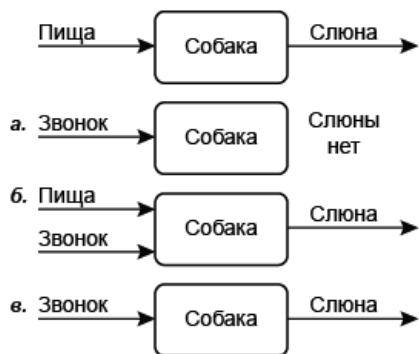 Пища Собака Слюна
а. Звонок Собака Слюны
нет
б. Пища
Звонок Собака Слюна
в. Звонок Собака Слюна